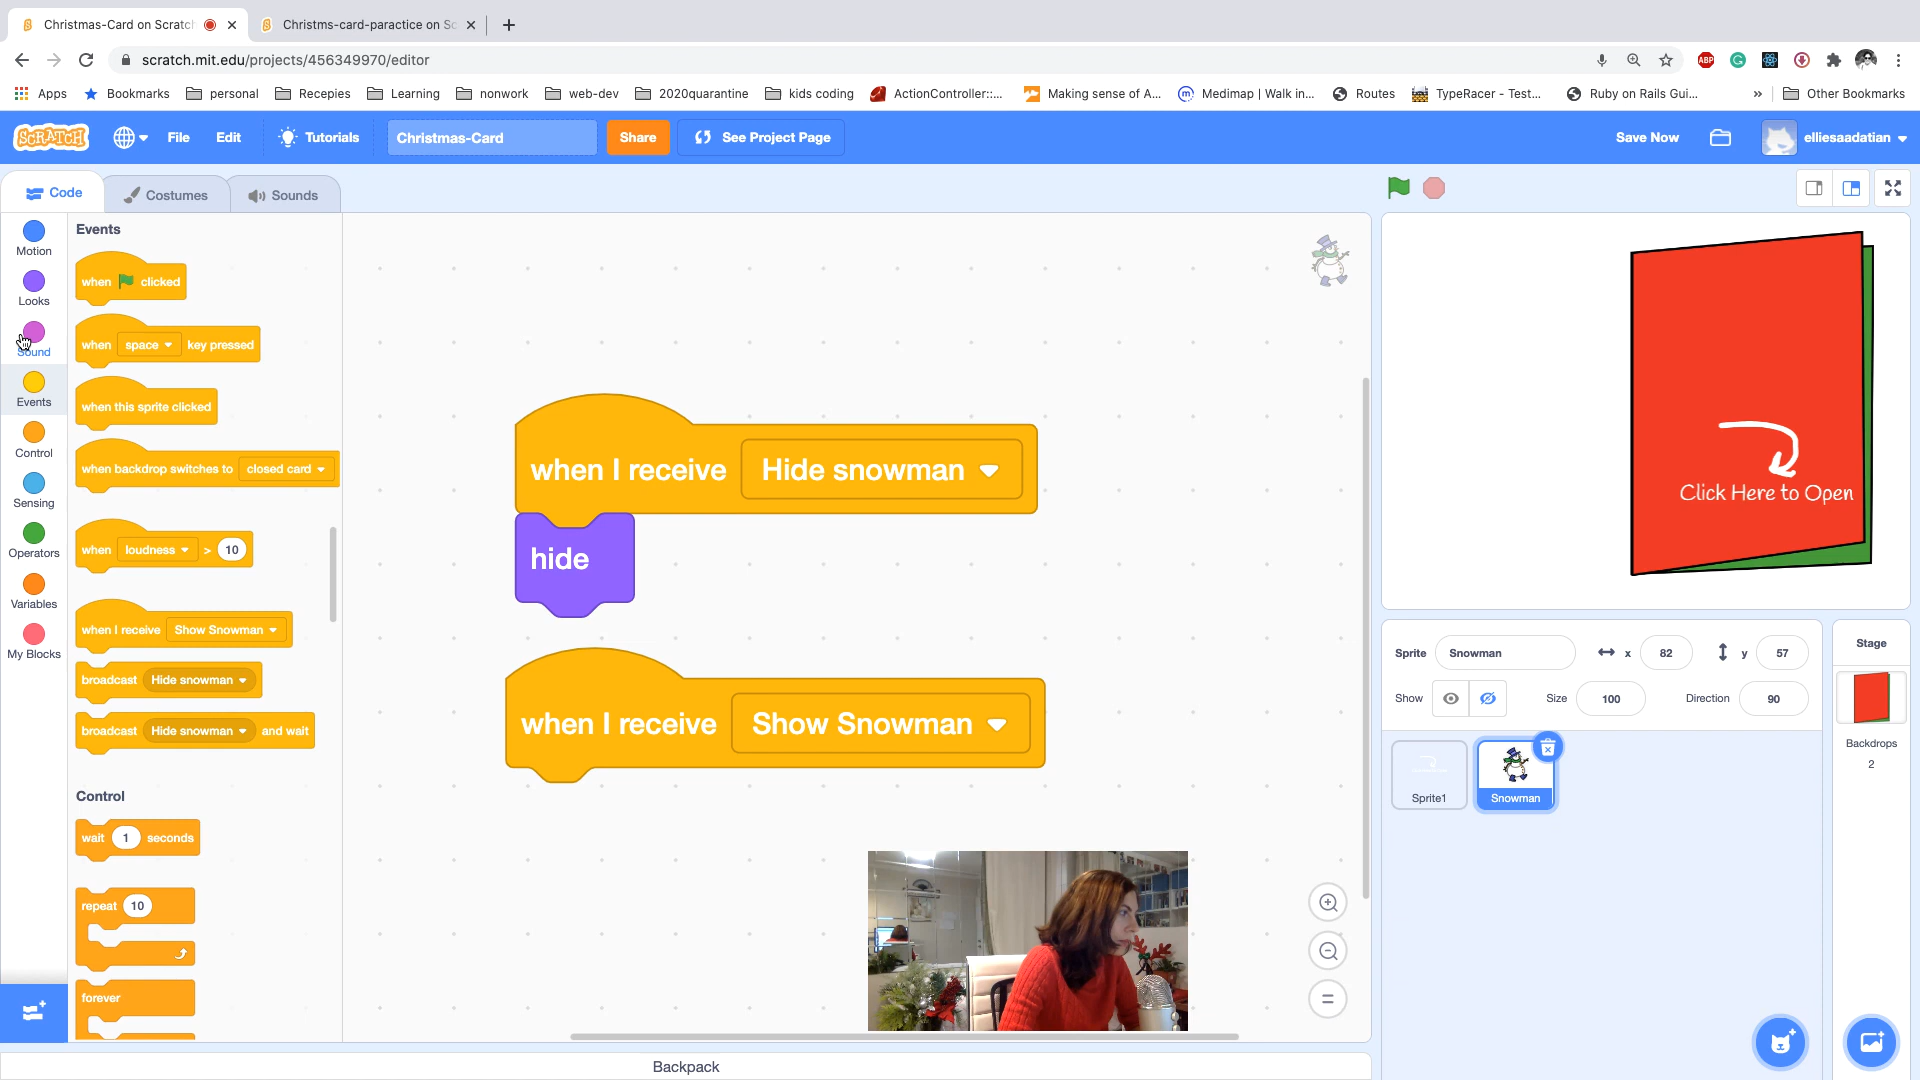 Christmas-Card on Scratc
Christms-card-paractice on Sc
scratch.mit.edu/projects/456349970/editor
ABP
Apps
Bookmarks
personal
Recepies
Learning
nonwork
web-dev
2020quarantine
kids coding
ActionController::...
Making sense of A...
Medimap | Walk in...
Routes
TypeRacer - Test...
Ruby on Rails Gui...
»
Other Bookmarks
SCRATCH
File
Edit
Tutorials
Christmas-Card
Share
See Project Page
Save Now
elliesaadatian
Code
Costumes
Sounds
Motion
Looks
Sound
Events
Control
Sensing
Operators
Variables
My Blocks
Events
when clicked
when space key pressed
when this sprite clicked
when backdrop switches to closed card
when loudness > 10
when I receive Show Snowman
broadcast Hide snowman
broadcast Hide snowman and wait
Control
wait 1 seconds
repeat 10
forever
when I receive Hide snowman
hide
when I receive Show Snowman
Backpack
Click Here to Open
Sprite Snowman x 82 y 57
Show Size 100 Direction 90
Sprite1
Snowman
Stage
Backdrops
2